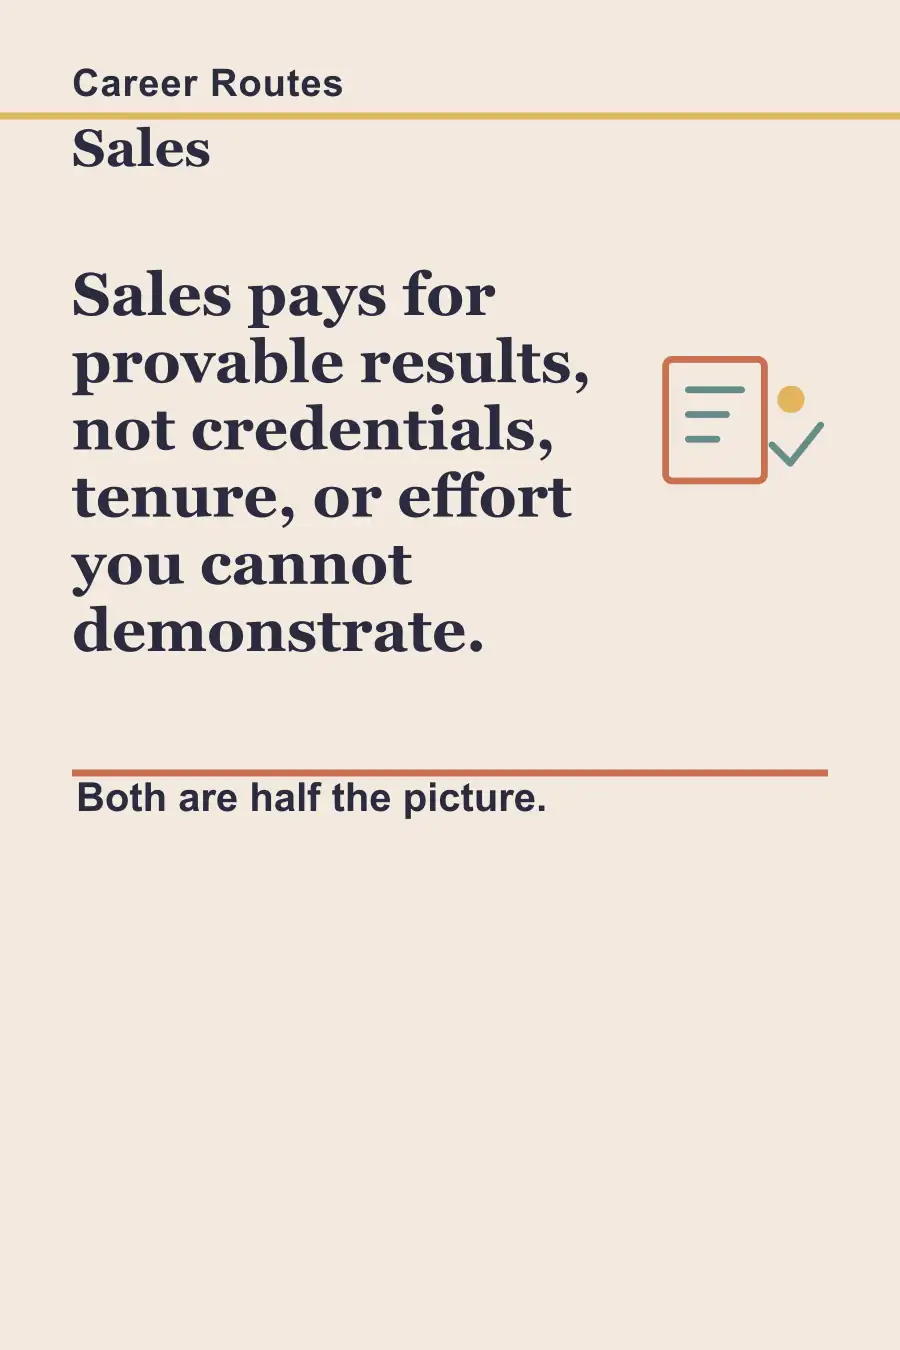 Career Routes
Sales
Sales pays for
provable results,
not credentials,
tenure, or effort
you cannot
demonstrate.
Both are half the picture.